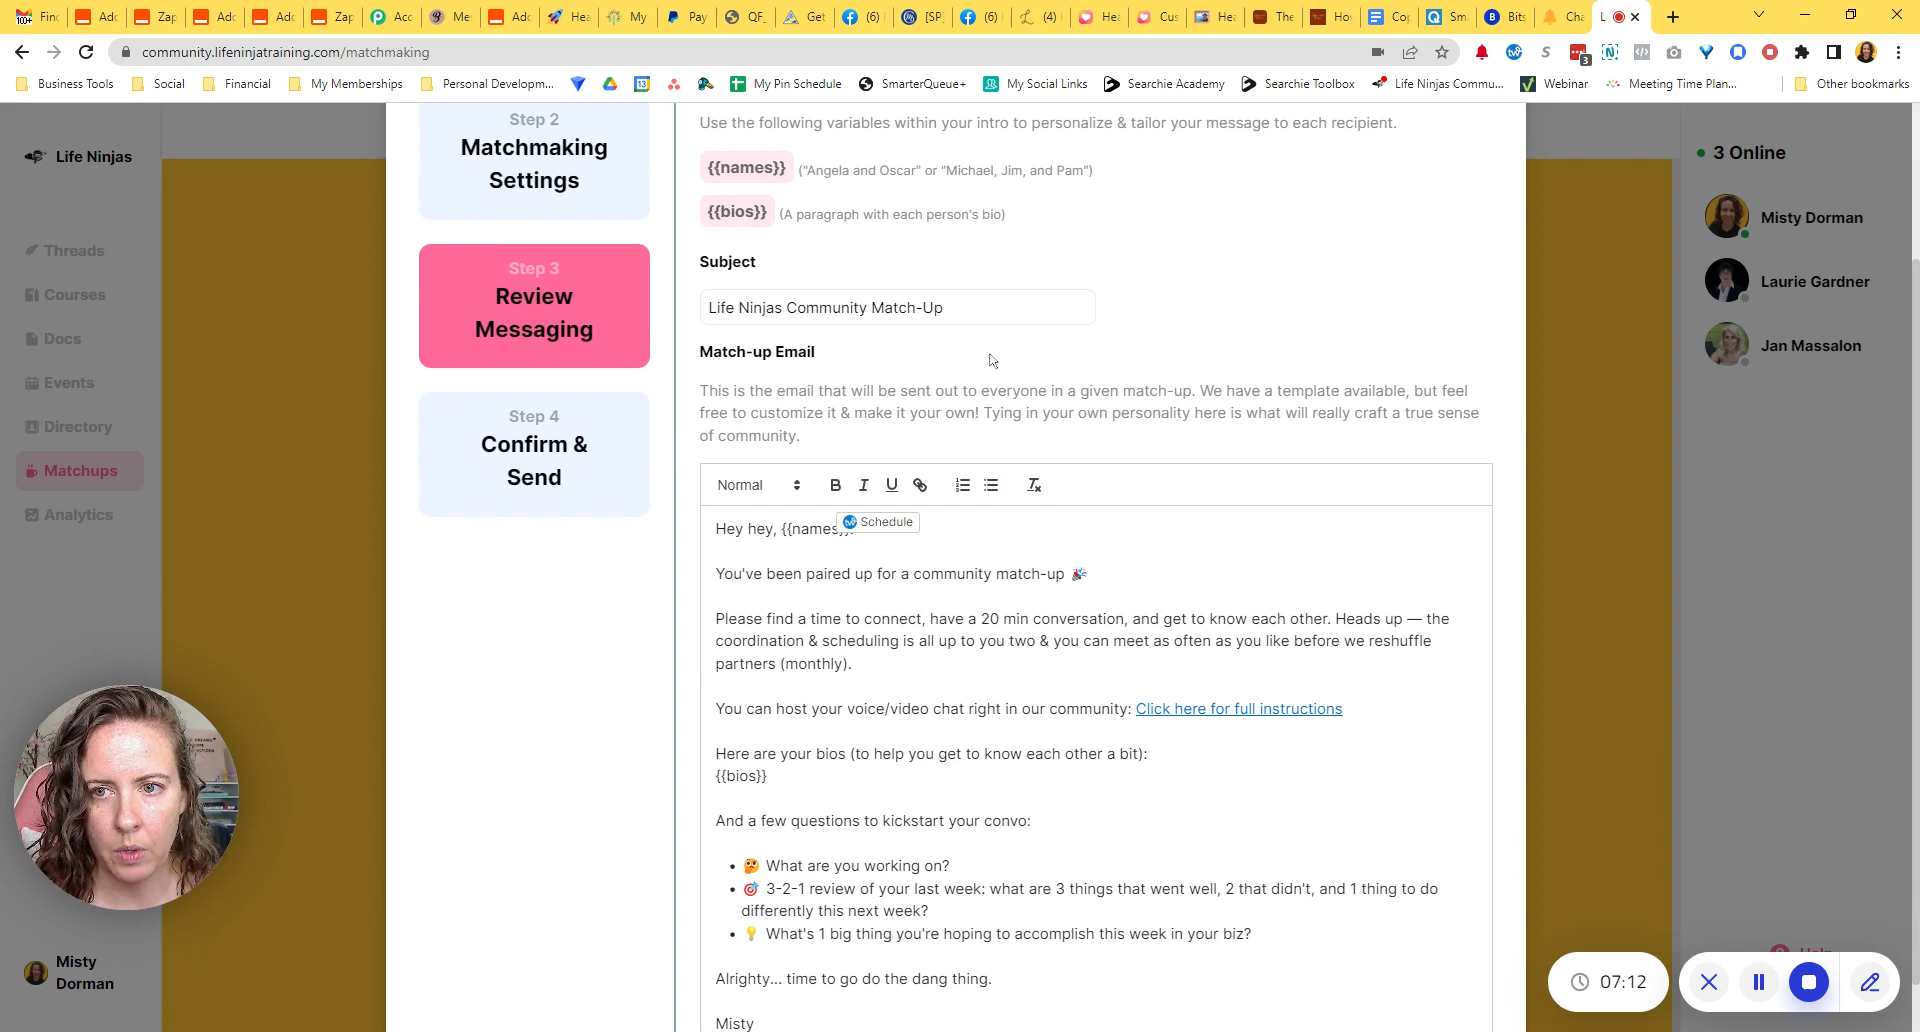 community.lifeninjatraining.com/matchmaking
Business Tools
Social
Financial
My Memberships
Personal Developm...
My Pin Schedule
SmarterQueue+
My Social Links
Searchie Academy
Searchie Toolbox
Life Ninjas Commu...
Webinar
Meeting Time Plan...
Other bookmarks
Life Ninjas
Threads
Courses
Docs
Events
Directory
Matchups
Analytics
Misty
Dorman
Step 2
Matchmaking
Settings
Step 3
Review
Messaging
Step 4
Confirm &
Send
Use the following variables within your intro to personalize & tailor your message to each recipient.
{{names}} ("Angela and Oscar" or "Michael, Jim, and Pam")
{{bios}} (A paragraph with each person's bio)
Subject
Life Ninjas Community Match-Up
Match-up Email
This is the email that will be sent out to everyone in a given match-up. We have a template available, but feel
free to customize it & make it your own! Tying in your own personality here is what will really craft a true sense
of community.
Normal
Schedule
Hey hey, {{names
You've been paired up for a community match-up 🎉
Please find a time to connect, have a 20 min conversation, and get to know each other. Heads up — the
coordination & scheduling is all up to you two & you can meet as often as you like before we reshuffle
partners (monthly).
You can host your voice/video chat right in our community: Click here for full instructions
Here are your bios (to help you get to know each other a bit):
{{bios}}
And a few questions to kickstart your convo:
• 🤔 What are you working on?
• 🎯 3-2-1 review of your last week: what are 3 things that went well, 2 that didn't, and 1 thing to do
differently this next week?
• 💡 What's 1 big thing you're hoping to accomplish this week in your biz?
Alrighty... time to go do the dang thing.
Misty
3 Online
Misty Dorman
Laurie Gardner
Jan Massalon
07:12